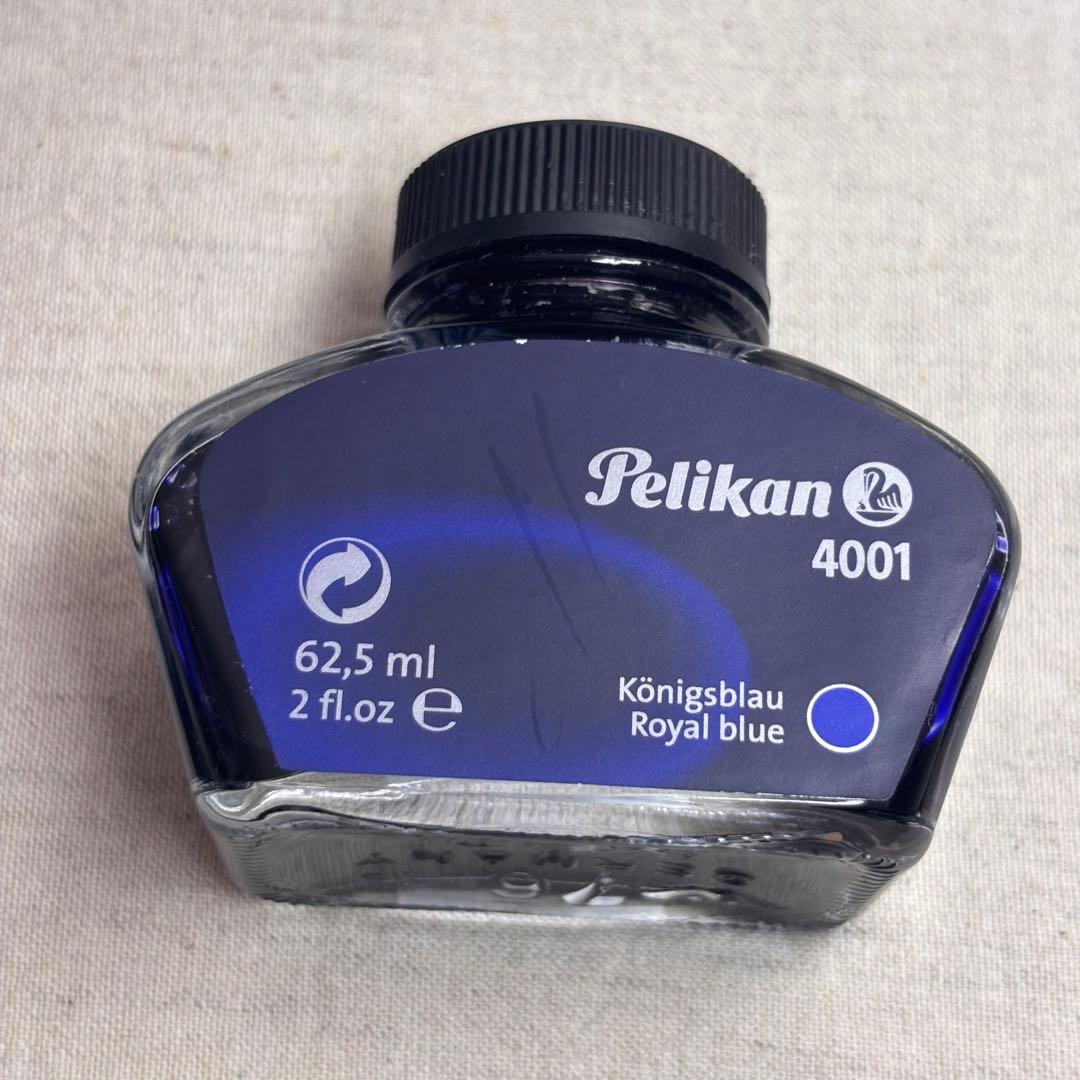 Pelikan
4001
62,5 ml
2 fl.oz ℮
Königsblau
Royal blue